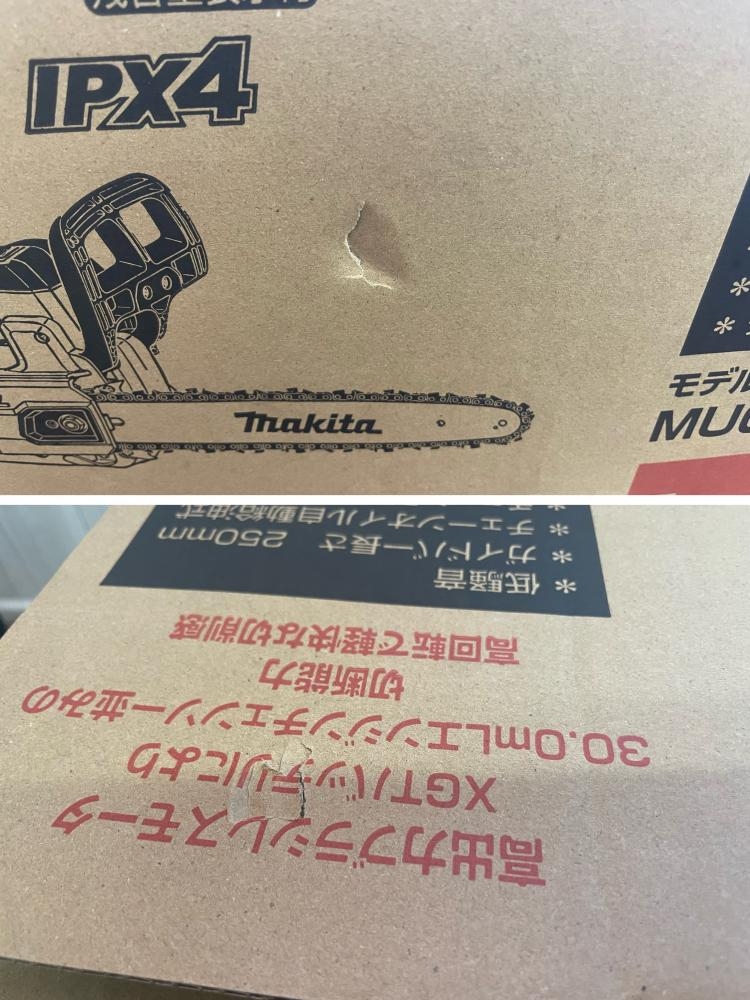 IPX4
makita
モデル
MU
高出力ブラシレスモータ
XGTバッテリにより
30.0mLエンジンチェンソー並みの
切断能力
高回転で軽快な切削感
* 低騒音
* ガイドバー長さ 250mm
* チェーンオイル自動給油式